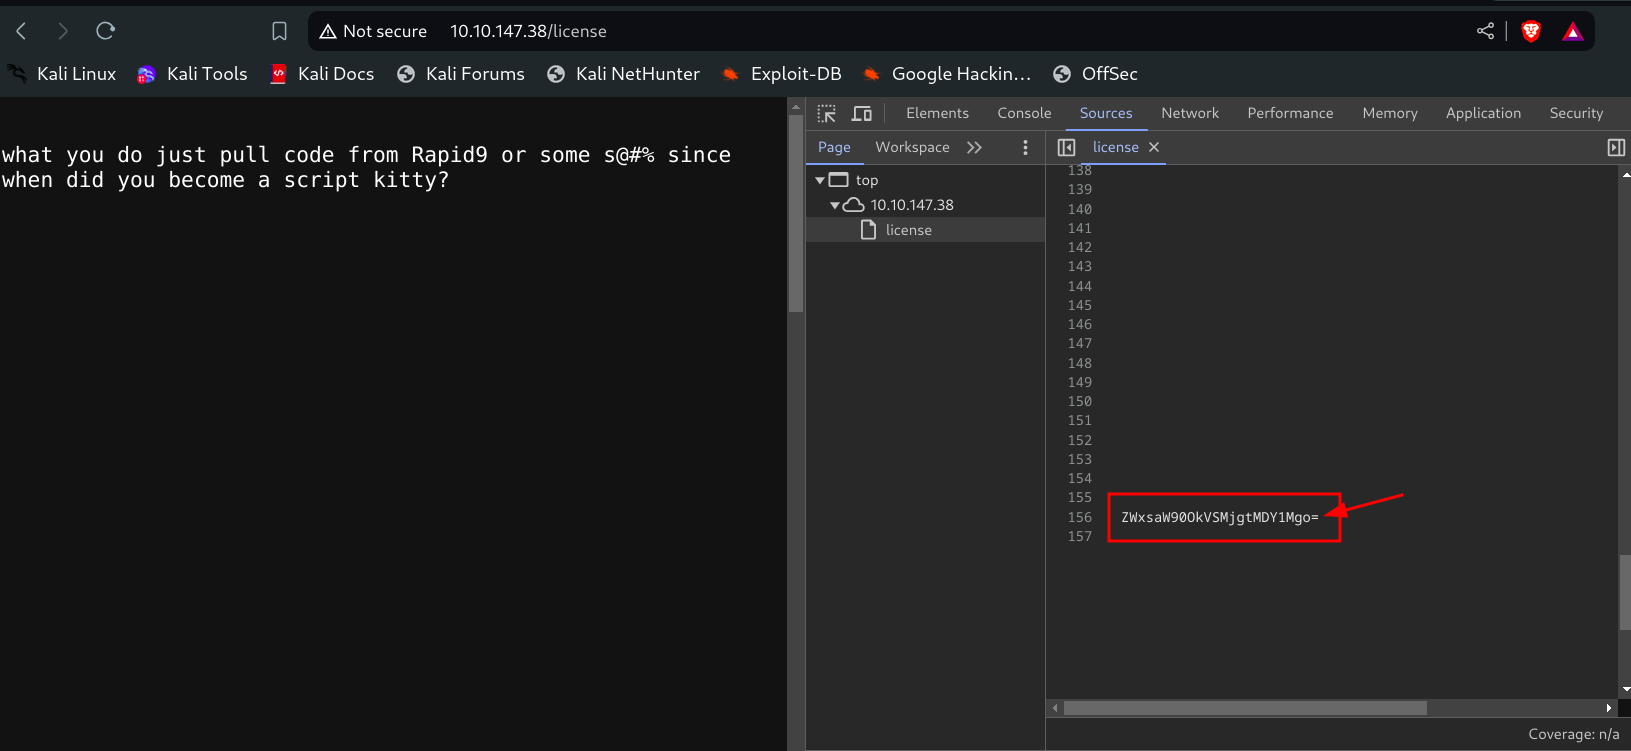 Not secure 10.10.147.38/license
Kali Linux Kali Tools Kali Docs Kali Forums Kali NetHunter Exploit-DB Google Hackin… OffSec
what you do just pull code from Rapid9 or some s@#% since
when did you become a script kitty?
Elements Console Sources Network Performance Memory Application Security
Page Workspace
license
top
10.10.147.38
license
138
139
140
141
142
143
144
145
146
147
148
149
150
151
152
153
154
155
156 ZWxsaW90OkVSMjgtMDY1Mgo=
157
Coverage: n/a